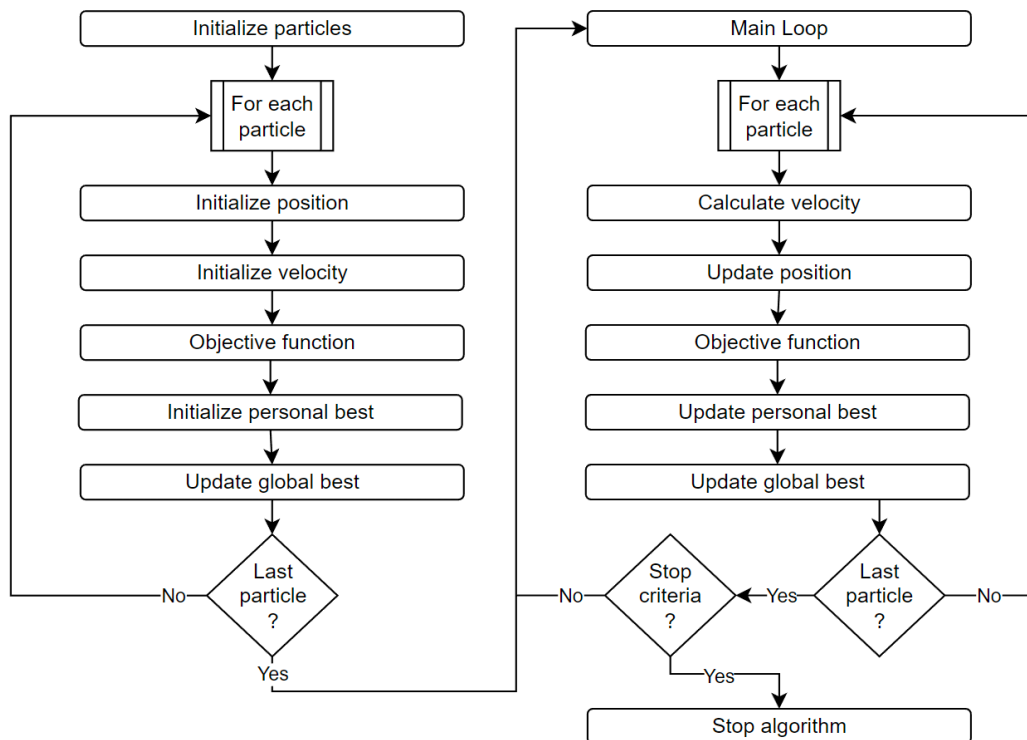 Initialize particles
For each
particle
Initialize position
Initialize velocity
Objective function
Initialize personal best
Update global best
Last
particle
?
No
Yes
Main Loop
For each
particle
Calculate velocity
Update position
Objective function
Update personal best
Update global best
Last
particle
?
No
Yes
Stop
criteria
?
No
Yes
Stop algorithm